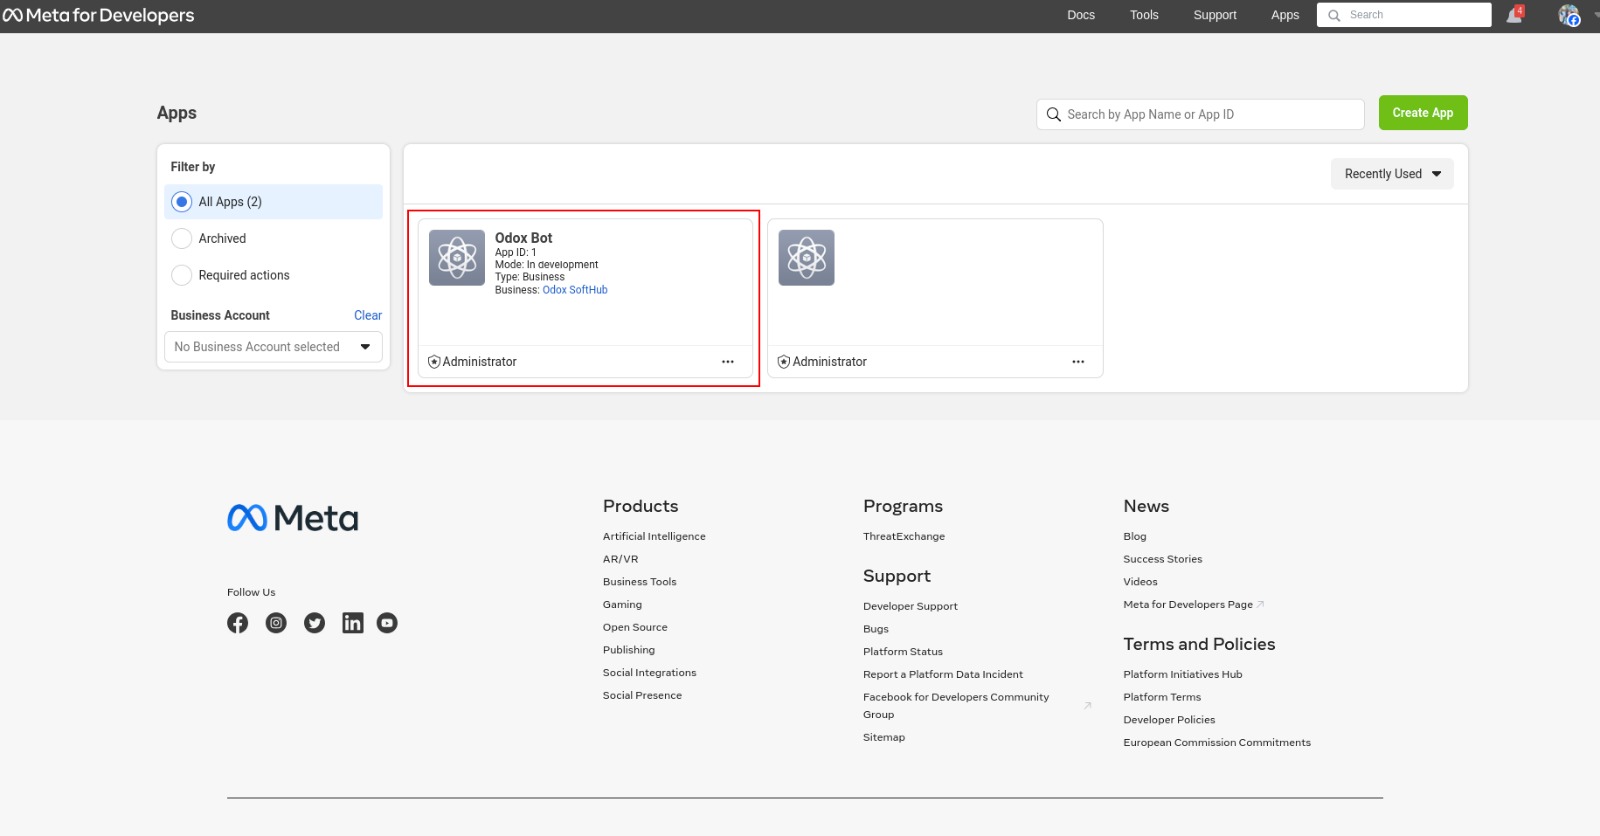 Meta for Developers
Docs
Tools
Support
Apps
Search
4
Apps
Search by App Name or App ID
Create App
Filter by
All Apps (2)
Archived
Required actions
Business Account
Clear
No Business Account selected
Recently Used
Odox Bot
App ID: 1
Mode: In development
Type: Business
Business: Odox SoftHub
Administrator
Administrator
Meta
Follow Us
Products
Artificial Intelligence
AR/VR
Business Tools
Gaming
Open Source
Publishing
Social Integrations
Social Presence
Programs
ThreatExchange
Support
Developer Support
Bugs
Platform Status
Report a Platform Data Incident
Facebook for Developers Community
Group
Sitemap
News
Blog
Success Stories
Videos
Meta for Developers Page
Terms and Policies
Platform Initiatives Hub
Platform Terms
Developer Policies
European Commission Commitments